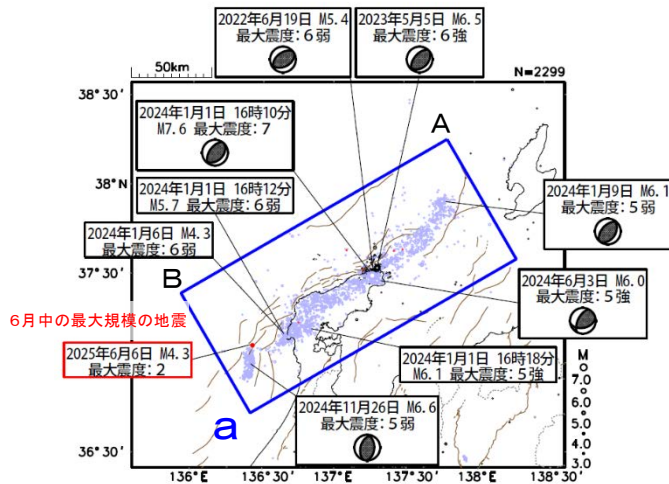 2022年6月19日 M5.4
最大震度:6弱
2023年5月5日 M6.5
最大震度:6強
50km
N=2299
38°30′
2024年1月1日 16時10分
M7.6 最大震度:7
A
38°N
2024年1月1日 16時12分
M5.7 最大震度:6弱
2024年1月9日 M6.1
最大震度:5弱
2024年1月6日 M4.3
最大震度:6弱
B
37°30′
2024年6月3日 M6.0
最大震度:5強
6月中の最大規模の地震
2025年6月6日 M4.3
最大震度:2
2024年1月1日 16時18分
M6.1 最大震度:5強
M
7.0
6.0
5.0
4.0
3.0
a
2024年11月26日 M6.6
最大震度:5弱
36°30′
136°E
136°30′
137°E
137°30′
138°E
138°30′